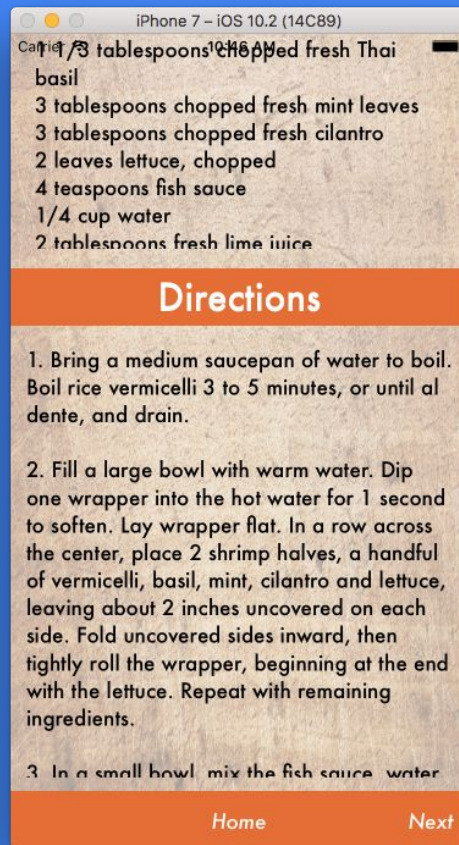 iPhone 7 – iOS 10.2 (14C89)
Carrier 10:46 AM
1 1/3 tablespoons chopped fresh Thai
basil
3 tablespoons chopped fresh mint leaves
3 tablespoons chopped fresh cilantro
2 leaves lettuce, chopped
4 teaspoons fish sauce
1/4 cup water
2 tablespoons fresh lime juice
Directions
1. Bring a medium saucepan of water to boil.
Boil rice vermicelli 3 to 5 minutes, or until al
dente, and drain.
2. Fill a large bowl with warm water. Dip
one wrapper into the hot water for 1 second
to soften. Lay wrapper flat. In a row across
the center, place 2 shrimp halves, a handful
of vermicelli, basil, mint, cilantro and lettuce,
leaving about 2 inches uncovered on each
side. Fold uncovered sides inward, then
tightly roll the wrapper, beginning at the end
with the lettuce. Repeat with remaining
ingredients.
3. In a small bowl, mix the fish sauce, water,
Home Next